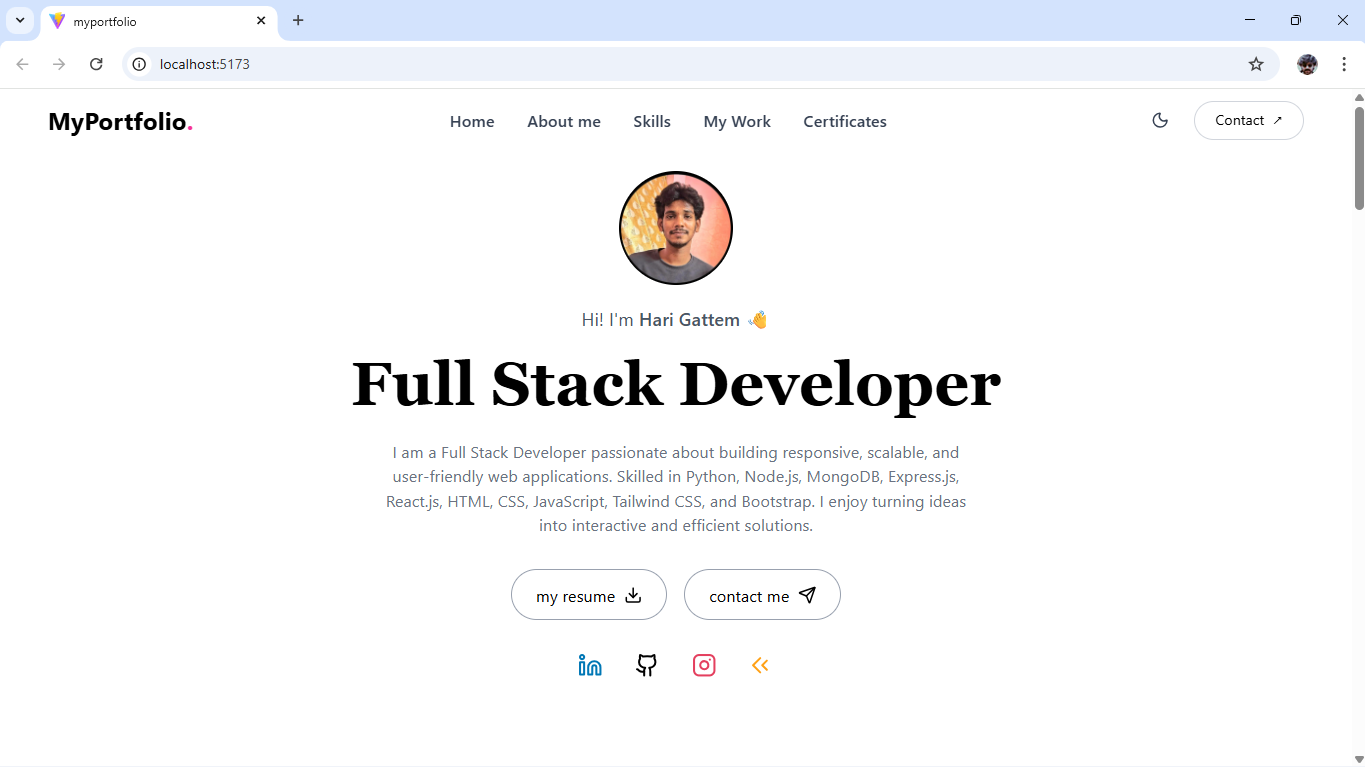 myportfolio
localhost:5173
MyPortfolio.
Home
About me
Skills
My Work
Certificates
Contact ↗
Hi! I'm Hari Gattem 👋
Full Stack Developer
I am a Full Stack Developer passionate about building responsive, scalable, and
user-friendly web applications. Skilled in Python, Node.js, MongoDB, Express.js,
React.js, HTML, CSS, JavaScript, Tailwind CSS, and Bootstrap. I enjoy turning ideas
into interactive and efficient solutions.
my resume
contact me